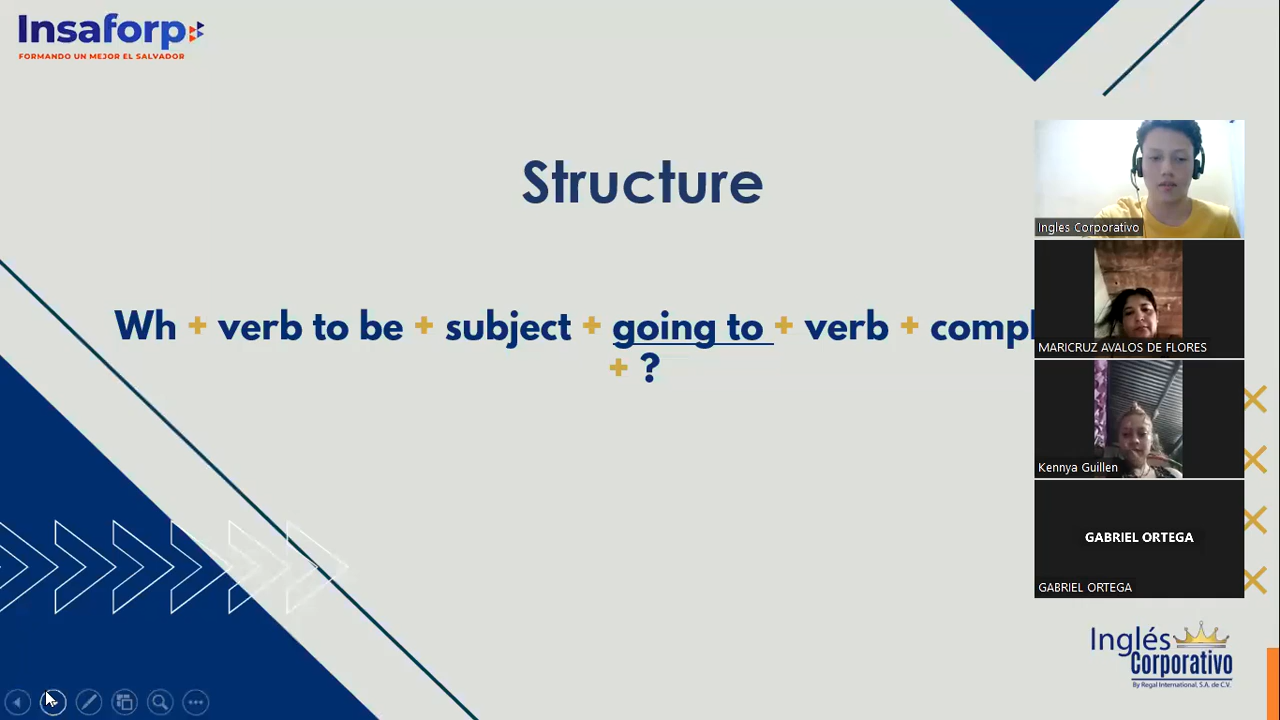 Insaforp
FORMANDO UN MEJOR EL SALVADOR
Structure
Wh + verb to be + subject + going to + verb + compl
+ ?
Ingles Corporativo
MARICRUZ AVALOS DE FLORES
Kennya Guillen
GABRIEL ORTEGA
GABRIEL ORTEGA
Inglés
Corporativo
By Regal International, S.A. de C.V.